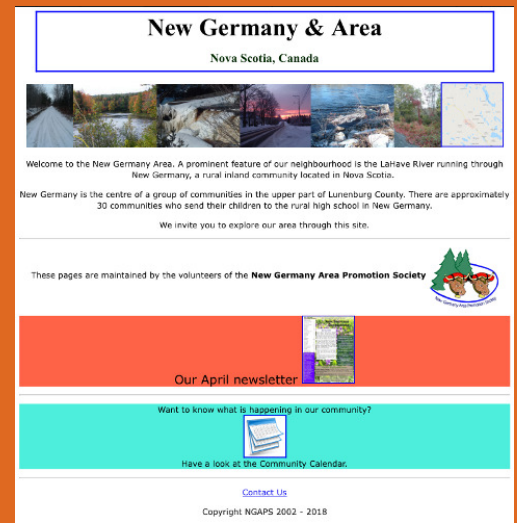 New Germany & Area
Nova Scotia, Canada
Welcome to the New Germany Area. A prominent feature of our neighbourhood is the LaHave River running through
New Germany, a rural inland community located in Nova Scotia.
New Germany is the centre of a group of communities in the upper part of Lunenburg County. There are approximately
30 communities who send their children to the rural high school in New Germany.
We invite you to explore our area through this site.
These pages are maintained by the volunteers of the New Germany Area Promotion Society
New Germany Area Promotion Society
Our April newsletter
Want to know what is happening in our community?
Have a look at the Community Calendar.
Contact Us
Copyright NGAPS 2002 - 2018